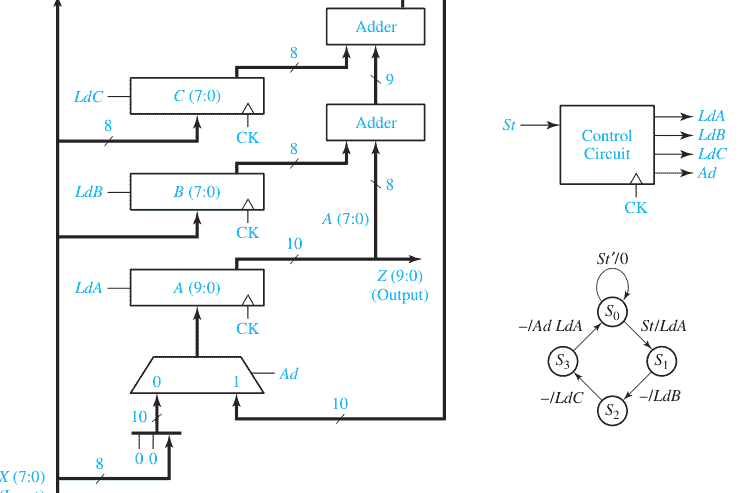 Adder
8
9
LdC
C (7:0)
CK
8
Adder
8
8
LdB
B (7:0)
CK
A (7:0)
10
LdA
A (9:0)
CK
Z (9:0)
(Output)
0
1
Ad
10
10
0 0
8
X (7:0)
St
Control
Circuit
LdA
LdB
LdC
Ad
CK
St′/0
S0
–/Ad LdA
St/LdA
S3
S1
–/LdC
–/LdB
S2